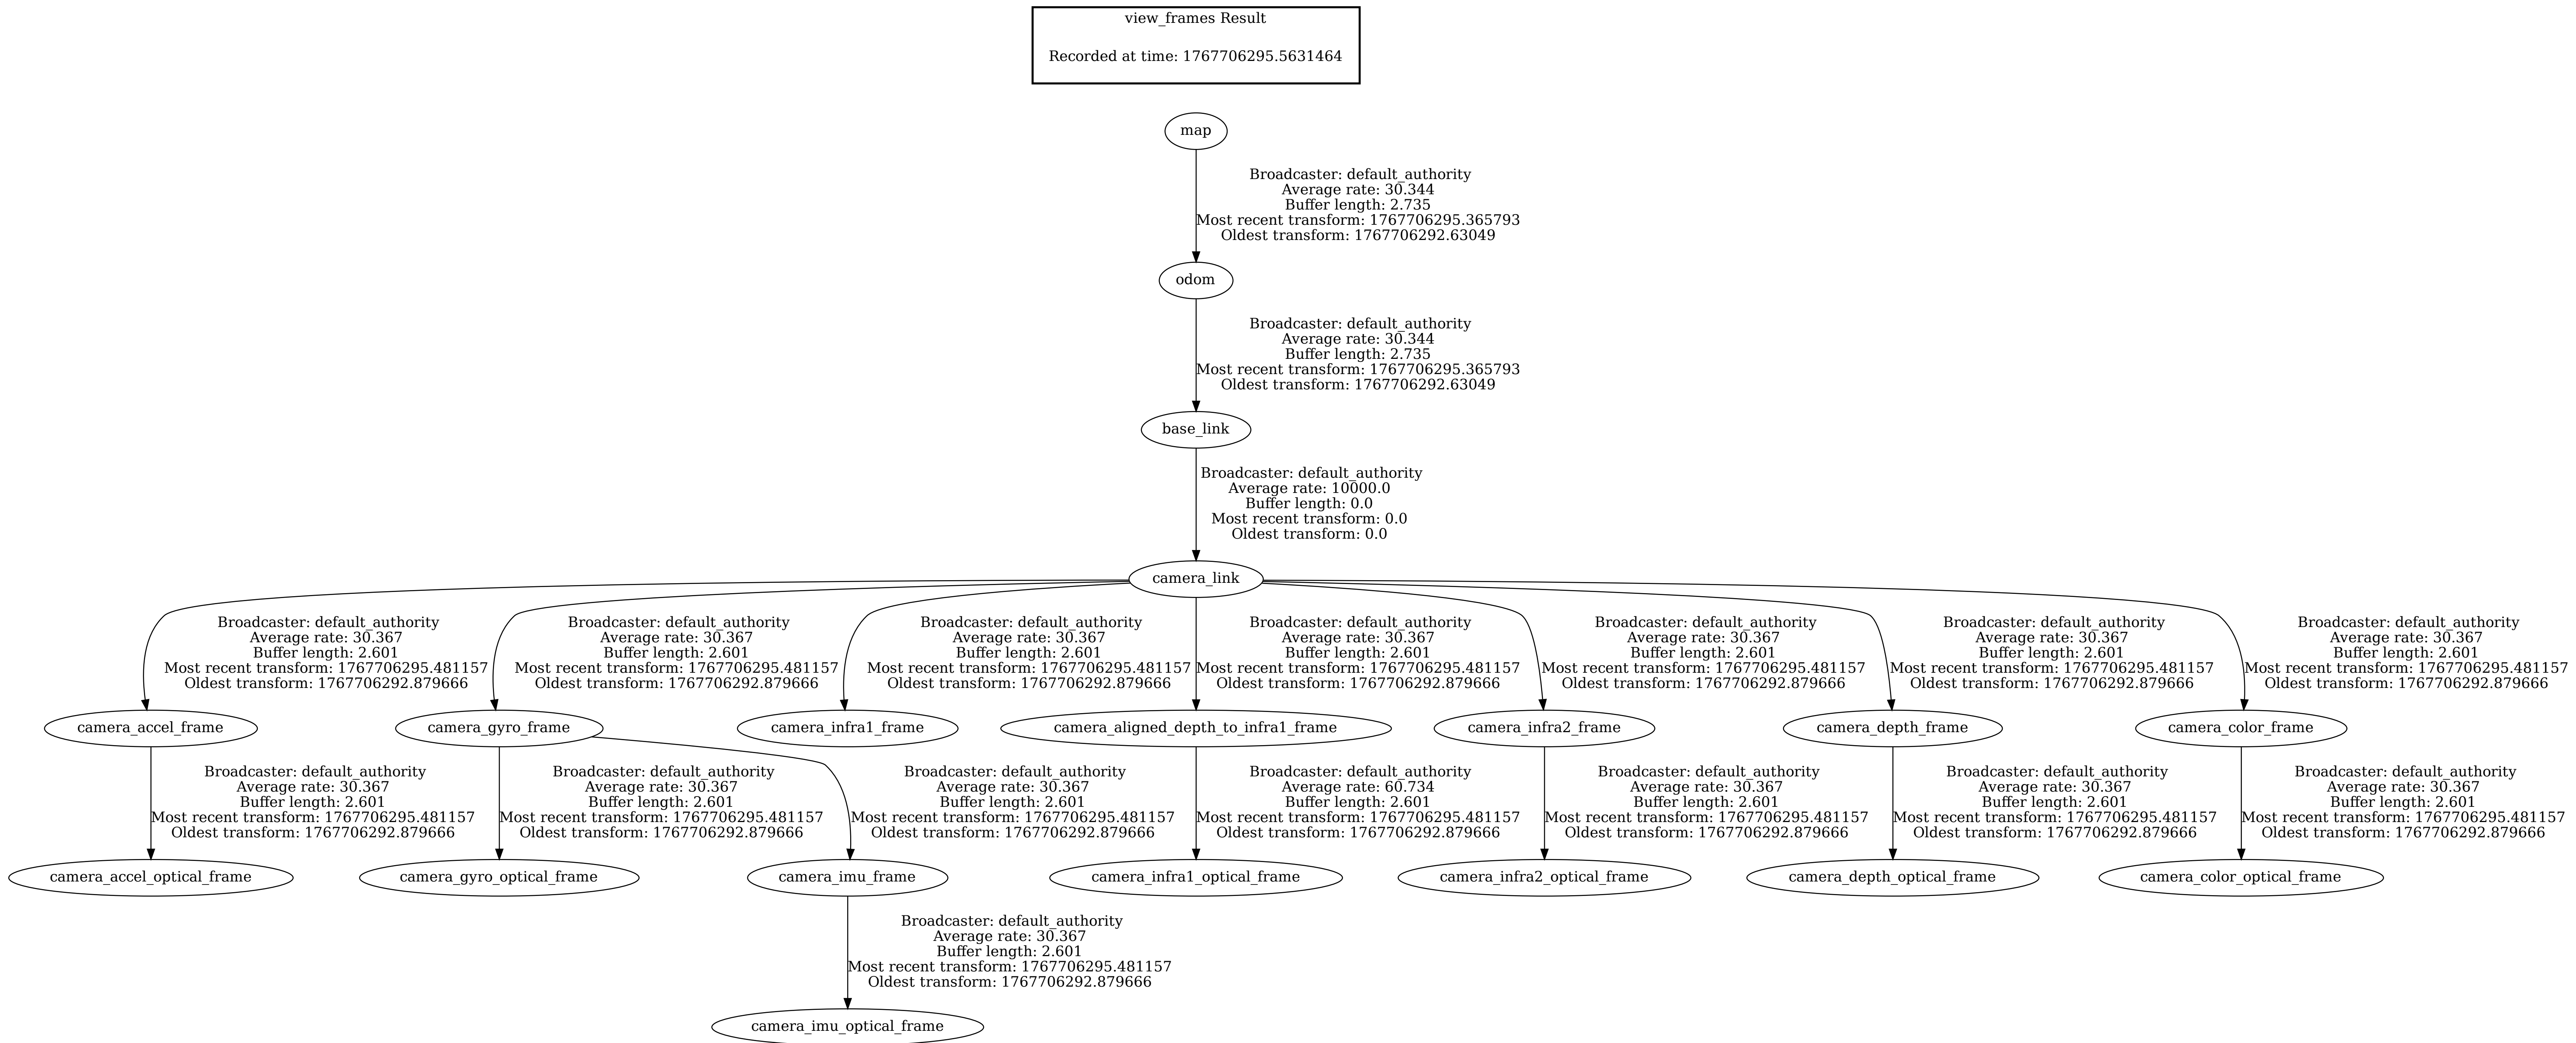 view_frames Result
Recorded at time: 1767706295.5631464
map
Broadcaster: default_authority
Average rate: 30.344
Buffer length: 2.735
Most recent transform: 1767706295.365793
Oldest transform: 1767706292.63049
odom
Broadcaster: default_authority
Average rate: 30.344
Buffer length: 2.735
Most recent transform: 1767706295.365793
Oldest transform: 1767706292.63049
base_link
Broadcaster: default_authority
Average rate: 10000.0
Buffer length: 0.0
Most recent transform: 0.0
Oldest transform: 0.0
camera_link
Broadcaster: default_authority
Average rate: 30.367
Buffer length: 2.601
Most recent transform: 1767706295.481157
Oldest transform: 1767706292.879666
Broadcaster: default_authority
Average rate: 30.367
Buffer length: 2.601
Most recent transform: 1767706295.481157
Oldest transform: 1767706292.879666
Broadcaster: default_authority
Average rate: 30.367
Buffer length: 2.601
Most recent transform: 1767706295.481157
Oldest transform: 1767706292.879666
Broadcaster: default_authority
Average rate: 30.367
Buffer length: 2.601
Most recent transform: 1767706295.481157
Oldest transform: 1767706292.879666
Broadcaster: default_authority
Average rate: 30.367
Buffer length: 2.601
Most recent transform: 1767706295.481157
Oldest transform: 1767706292.879666
Broadcaster: default_authority
Average rate: 30.367
Buffer length: 2.601
Most recent transform: 1767706295.481157
Oldest transform: 1767706292.879666
Broadcaster: default_authority
Average rate: 30.367
Buffer length: 2.601
Most recent transform: 1767706295.481157
Oldest transform: 1767706292.879666
camera_accel_frame
camera_gyro_frame
camera_infra1_frame
camera_aligned_depth_to_infra1_frame
camera_infra2_frame
camera_depth_frame
camera_color_frame
Broadcaster: default_authority
Average rate: 30.367
Buffer length: 2.601
Most recent transform: 1767706295.481157
Oldest transform: 1767706292.879666
Broadcaster: default_authority
Average rate: 30.367
Buffer length: 2.601
Most recent transform: 1767706295.481157
Oldest transform: 1767706292.879666
Broadcaster: default_authority
Average rate: 30.367
Buffer length: 2.601
Most recent transform: 1767706295.481157
Oldest transform: 1767706292.879666
Broadcaster: default_authority
Average rate: 60.734
Buffer length: 2.601
Most recent transform: 1767706295.481157
Oldest transform: 1767706292.879666
Broadcaster: default_authority
Average rate: 30.367
Buffer length: 2.601
Most recent transform: 1767706295.481157
Oldest transform: 1767706292.879666
Broadcaster: default_authority
Average rate: 30.367
Buffer length: 2.601
Most recent transform: 1767706295.481157
Oldest transform: 1767706292.879666
Broadcaster: default_authority
Average rate: 30.367
Buffer length: 2.601
Most recent transform: 1767706295.481157
Oldest transform: 1767706292.879666
camera_accel_optical_frame
camera_gyro_optical_frame
camera_imu_frame
camera_infra1_optical_frame
camera_infra2_optical_frame
camera_depth_optical_frame
camera_color_optical_frame
Broadcaster: default_authority
Average rate: 30.367
Buffer length: 2.601
Most recent transform: 1767706295.481157
Oldest transform: 1767706292.879666
camera_imu_optical_frame